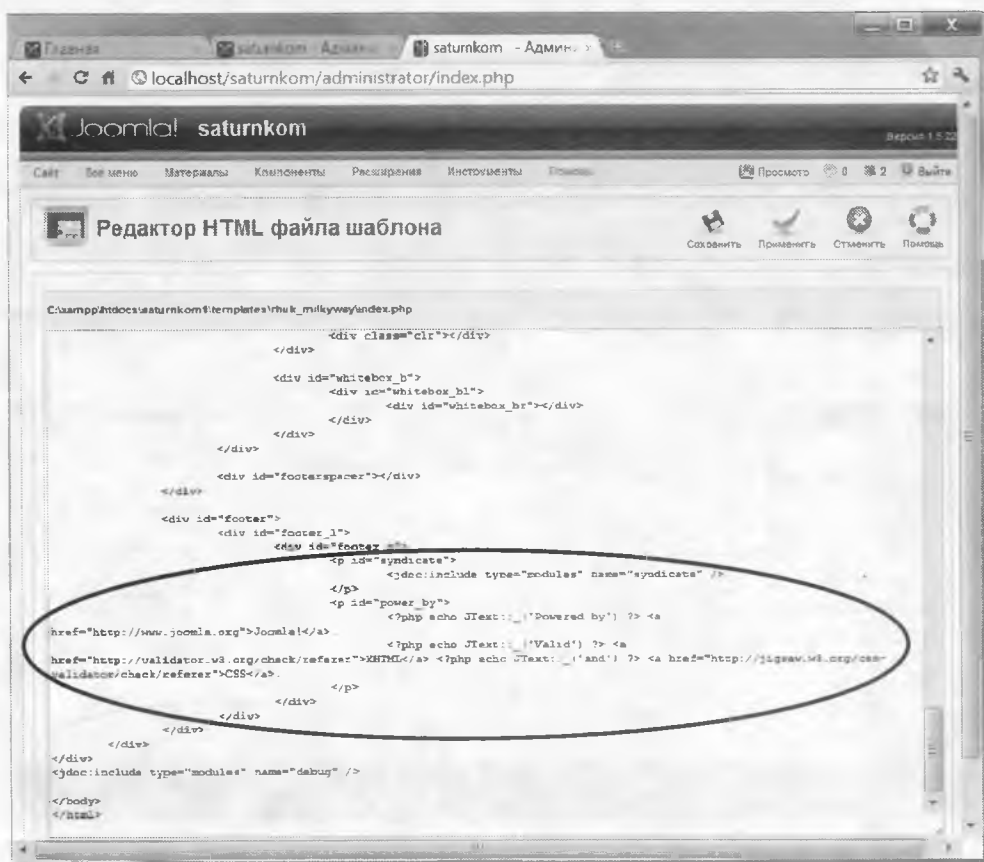 Главная
saturnkom - Админ
saturnkom - Админ. ×
localhost/saturnkom/administrator/index.php
Joomla! saturnkom
Версия 1.5.22
Сайт Все меню Материалы Компоненты Расширения Инструменты Помощь Просмотр 0 2 Выйти
Редактор HTML файла шаблона
Сохранить Применить Отменить Помощь
C:\xampp\htdocs\saturnkom1\templates\rhuk_milkyway\index.php
<div class="clr"></div>
</div>
<div id="whitebox_b">
<div id="whitebox_bl">
<div id="whitebox_br"></div>
</div>
</div>
</div>
<div id="footerspacer"></div>
</div>
<div id="footer">
<div id="footer_l">
<div id="footer_r">
<p id="syndicate">
<jdoc:include type="modules" name="syndicate" />
</p>
<p id="power_by">
<?php echo JText::_('Powered by') ?> <a
href="http://www.joomla.org">Joomla!</a>.
<?php echo JText::_('Valid') ?> <a
href="http://validator.w3.org/check/referer">XHTML</a> <?php echo JText::_('and') ?> <a href="http://jigsaw.w3.org/css-
validator/check/referer">CSS</a>.
</p>
</div>
</div>
</div>
</div>
</div>
<jdoc:include type="modules" name="debug" />
</body>
</html>